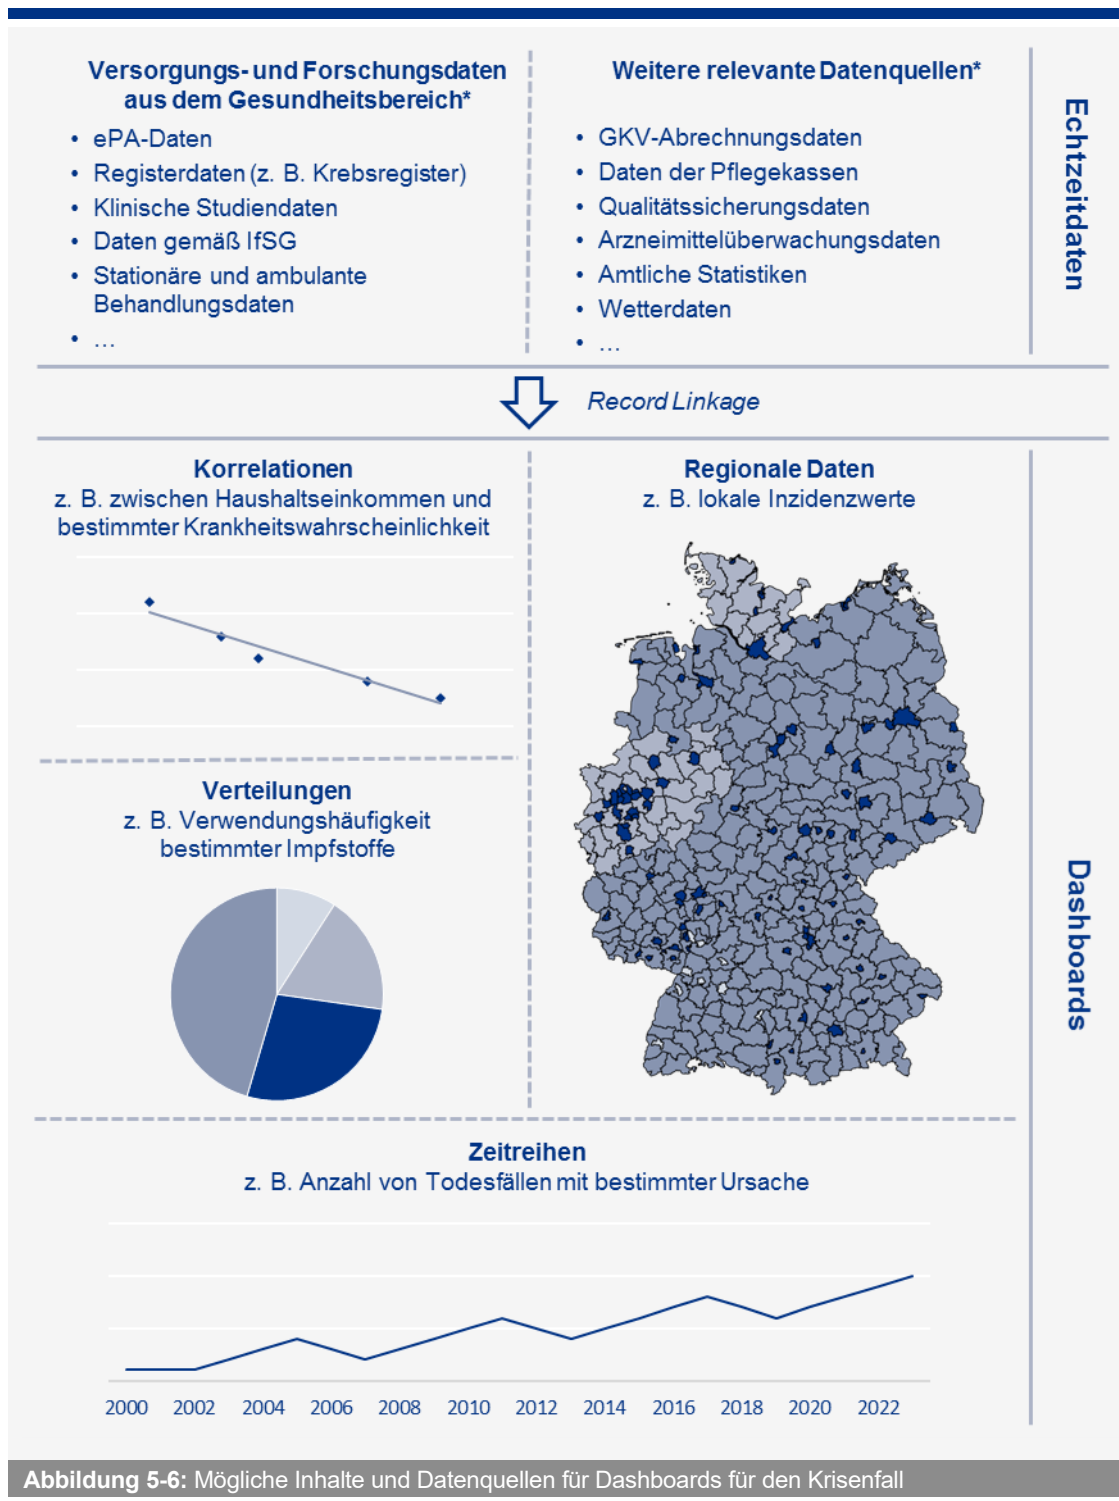 Versorgungs- und Forschungsdaten
aus dem Gesundheitsbereich*
• ePA-Daten
• Registerdaten (z. B. Krebsregister)
• Klinische Studiendaten
• Daten gemäß IfSG
• Stationäre und ambulante
Behandlungsdaten
• …
Weitere relevante Datenquellen*
• GKV-Abrechnungsdaten
• Daten der Pflegekassen
• Qualitätssicherungsdaten
• Arzneimittelüberwachungsdaten
• Amtliche Statistiken
• Wetterdaten
• …
Echtzeitdaten
Record Linkage
Korrelationen
z. B. zwischen Haushaltseinkommen und
bestimmter Krankheitswahrscheinlichkeit
Regionale Daten
z. B. lokale Inzidenzwerte
Verteilungen
z. B. Verwendungshäufigkeit
bestimmter Impfstoffe
Dashboards
Zeitreihen
z. B. Anzahl von Todesfällen mit bestimmter Ursache
2000 2002 2004 2006 2008 2010 2012 2014 2016 2018 2020 2022
Abbildung 5-6: Mögliche Inhalte und Datenquellen für Dashboards für den Krisenfall